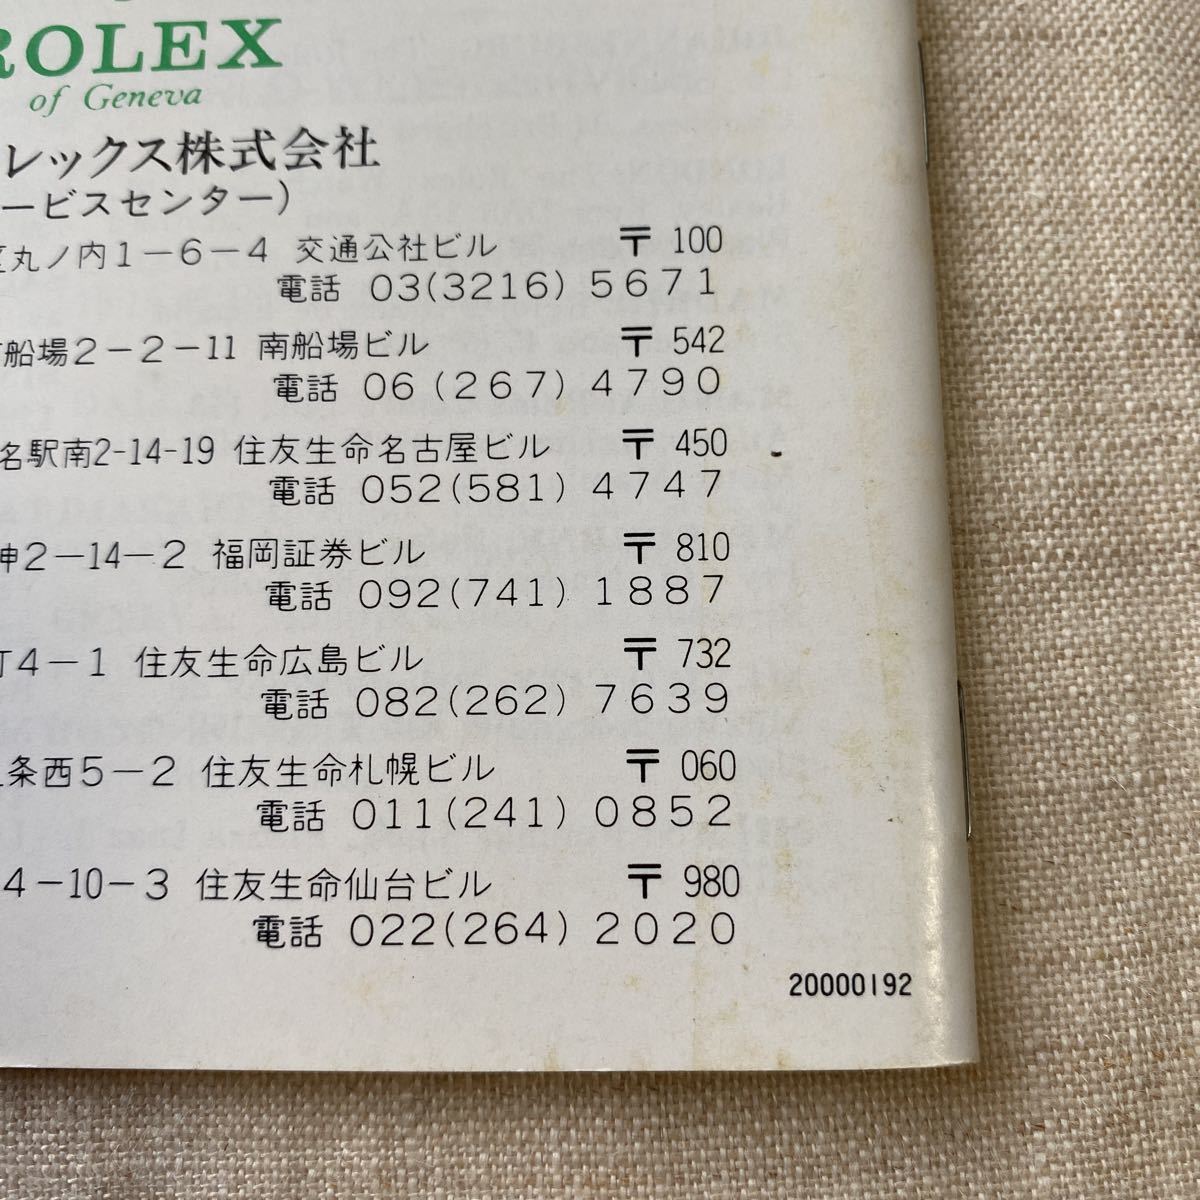 ROLEX
of Geneva
レックス株式会社
ービスセンター)
区丸ノ内1-6-4 交通公社ビル 〒100
電話 03(3216)5671
船場2-2-11 南船場ビル 〒542
電話 06(267)4790
名駅南2-14-19 住友生命名古屋ビル 〒450
電話 052(581)4747
神2-14-2 福岡証券ビル 〒810
電話 092(741)1887
町4-1 住友生命広島ビル 〒732
電話 082(262)7639
条西5-2 住友生命札幌ビル 〒060
電話 011(241)0852
4-10-3 住友生命仙台ビル 〒980
電話 022(264)2020
20000192